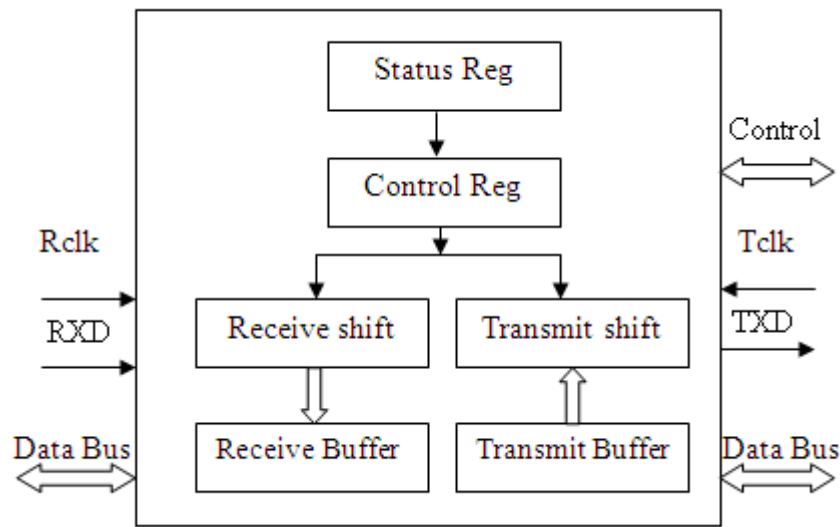 Status Reg
Control
Control Reg
Rclk
Tclk
RXD
Receive shift
Transmit shift
TXD
Data Bus
Receive Buffer
Transmit Buffer
Data Bus